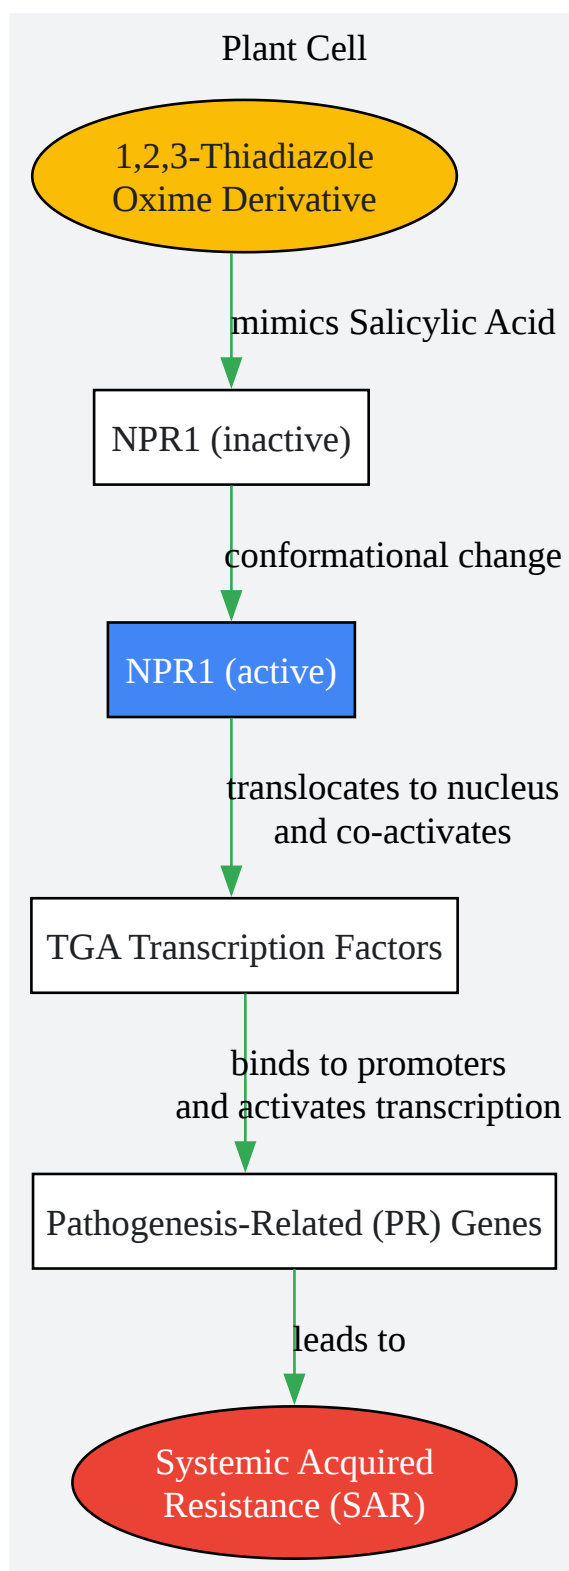 Plant Cell
1,2,3-Thiadiazole
Oxime Derivative
mimics Salicylic Acid
NPR1 (inactive)
conformational change
NPR1 (active)
translocates to nucleus
and co-activates
TGA Transcription Factors
binds to promoters
and activates transcription
Pathogenesis-Related (PR) Genes
leads to
Systemic Acquired
Resistance (SAR)